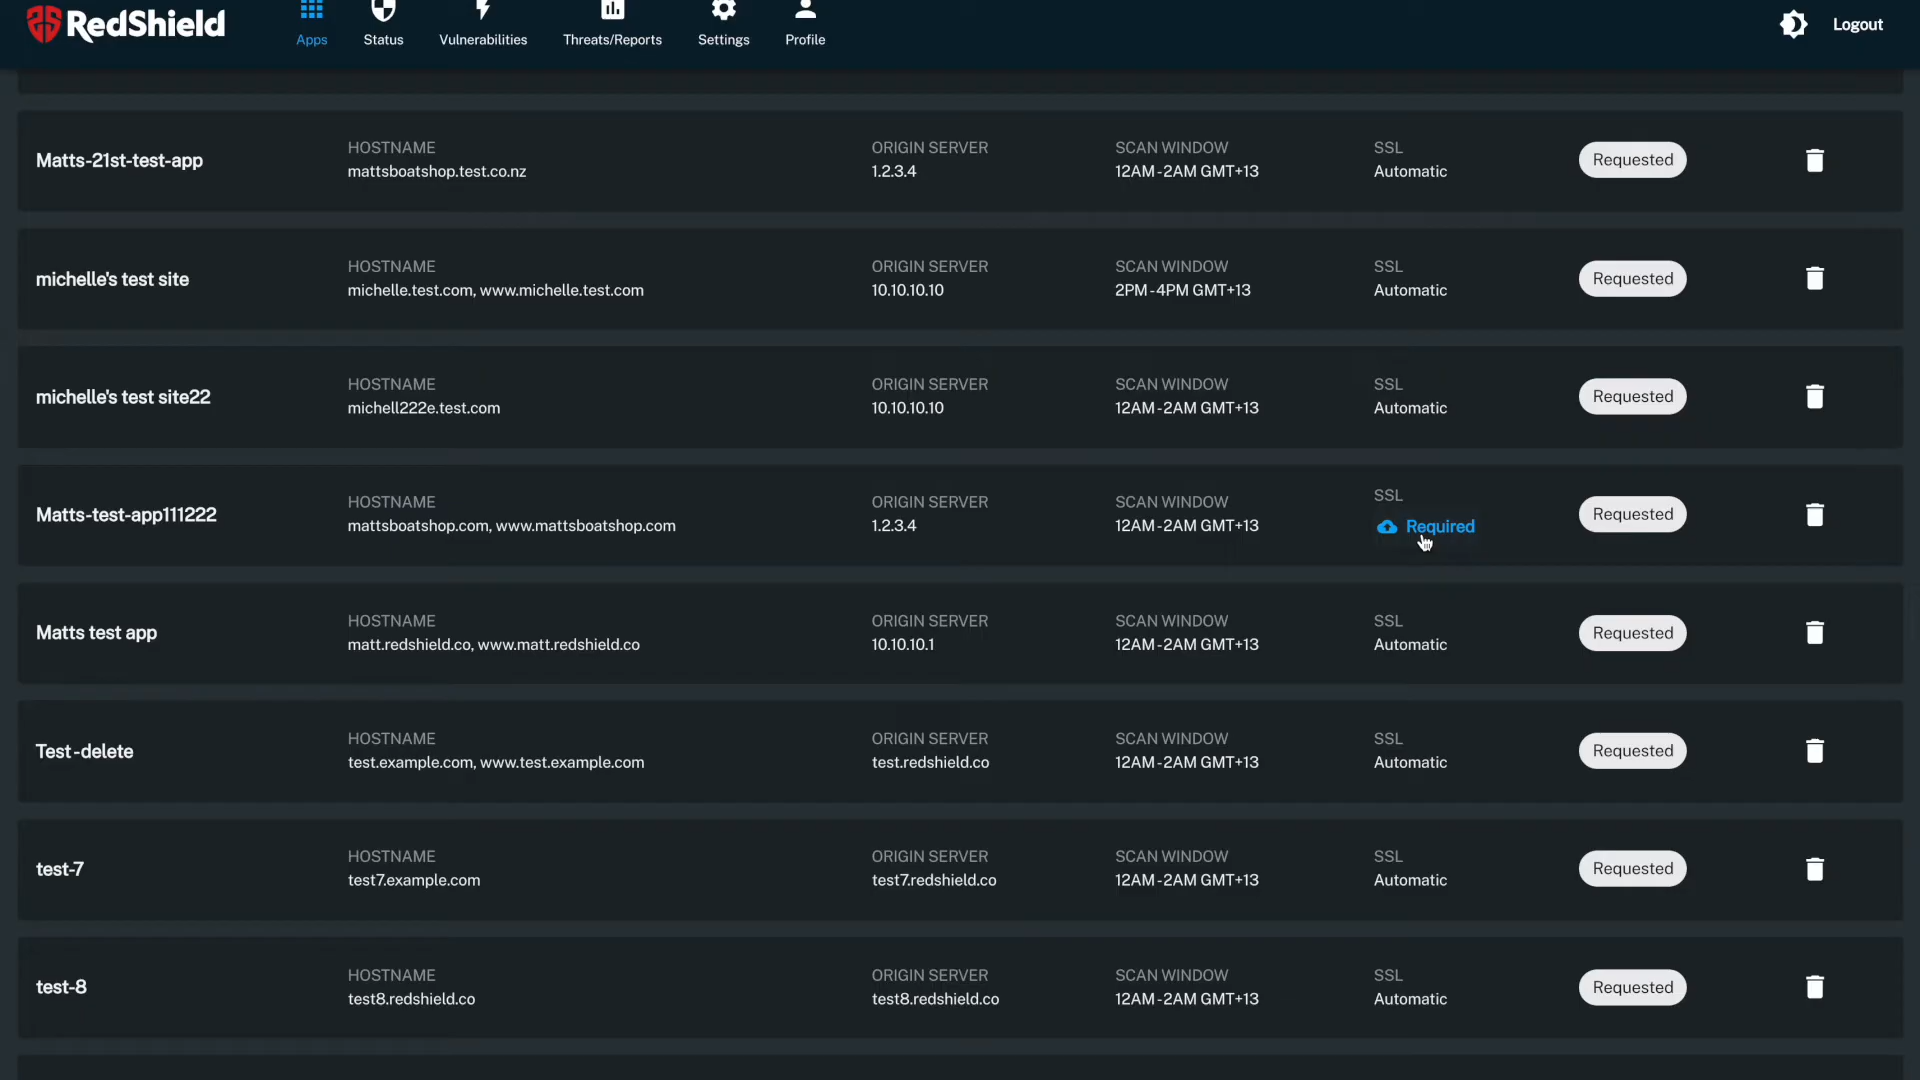 RedShield
Apps
Status
Vulnerabilities
Threats/Reports
Settings
Profile
Logout
Matts-21st-test-app
HOSTNAME
mattsboatshop.test.co.nz
ORIGIN SERVER
1.2.3.4
SCAN WINDOW
12AM-2AM GMT+13
SSL
Automatic
Requested
michelle's test site
HOSTNAME
michelle.test.com, www.michelle.test.com
ORIGIN SERVER
10.10.10.10
SCAN WINDOW
2PM-4PM GMT+13
SSL
Automatic
Requested
michelle's test site22
HOSTNAME
michell222e.test.com
ORIGIN SERVER
10.10.10.10
SCAN WINDOW
12AM-2AM GMT+13
SSL
Automatic
Requested
Matts-test-app111222
HOSTNAME
mattsboatshop.com, www.mattsboatshop.com
ORIGIN SERVER
1.2.3.4
SCAN WINDOW
12AM-2AM GMT+13
SSL
Required
Requested
Matts test app
HOSTNAME
matt.redshield.co, www.matt.redshield.co
ORIGIN SERVER
10.10.10.1
SCAN WINDOW
12AM-2AM GMT+13
SSL
Automatic
Requested
Test-delete
HOSTNAME
test.example.com, www.test.example.com
ORIGIN SERVER
test.redshield.co
SCAN WINDOW
12AM-2AM GMT+13
SSL
Automatic
Requested
test-7
HOSTNAME
test7.example.com
ORIGIN SERVER
test7.redshield.co
SCAN WINDOW
12AM-2AM GMT+13
SSL
Automatic
Requested
test-8
HOSTNAME
test8.redshield.co
ORIGIN SERVER
test8.redshield.co
SCAN WINDOW
12AM-2AM GMT+13
SSL
Automatic
Requested